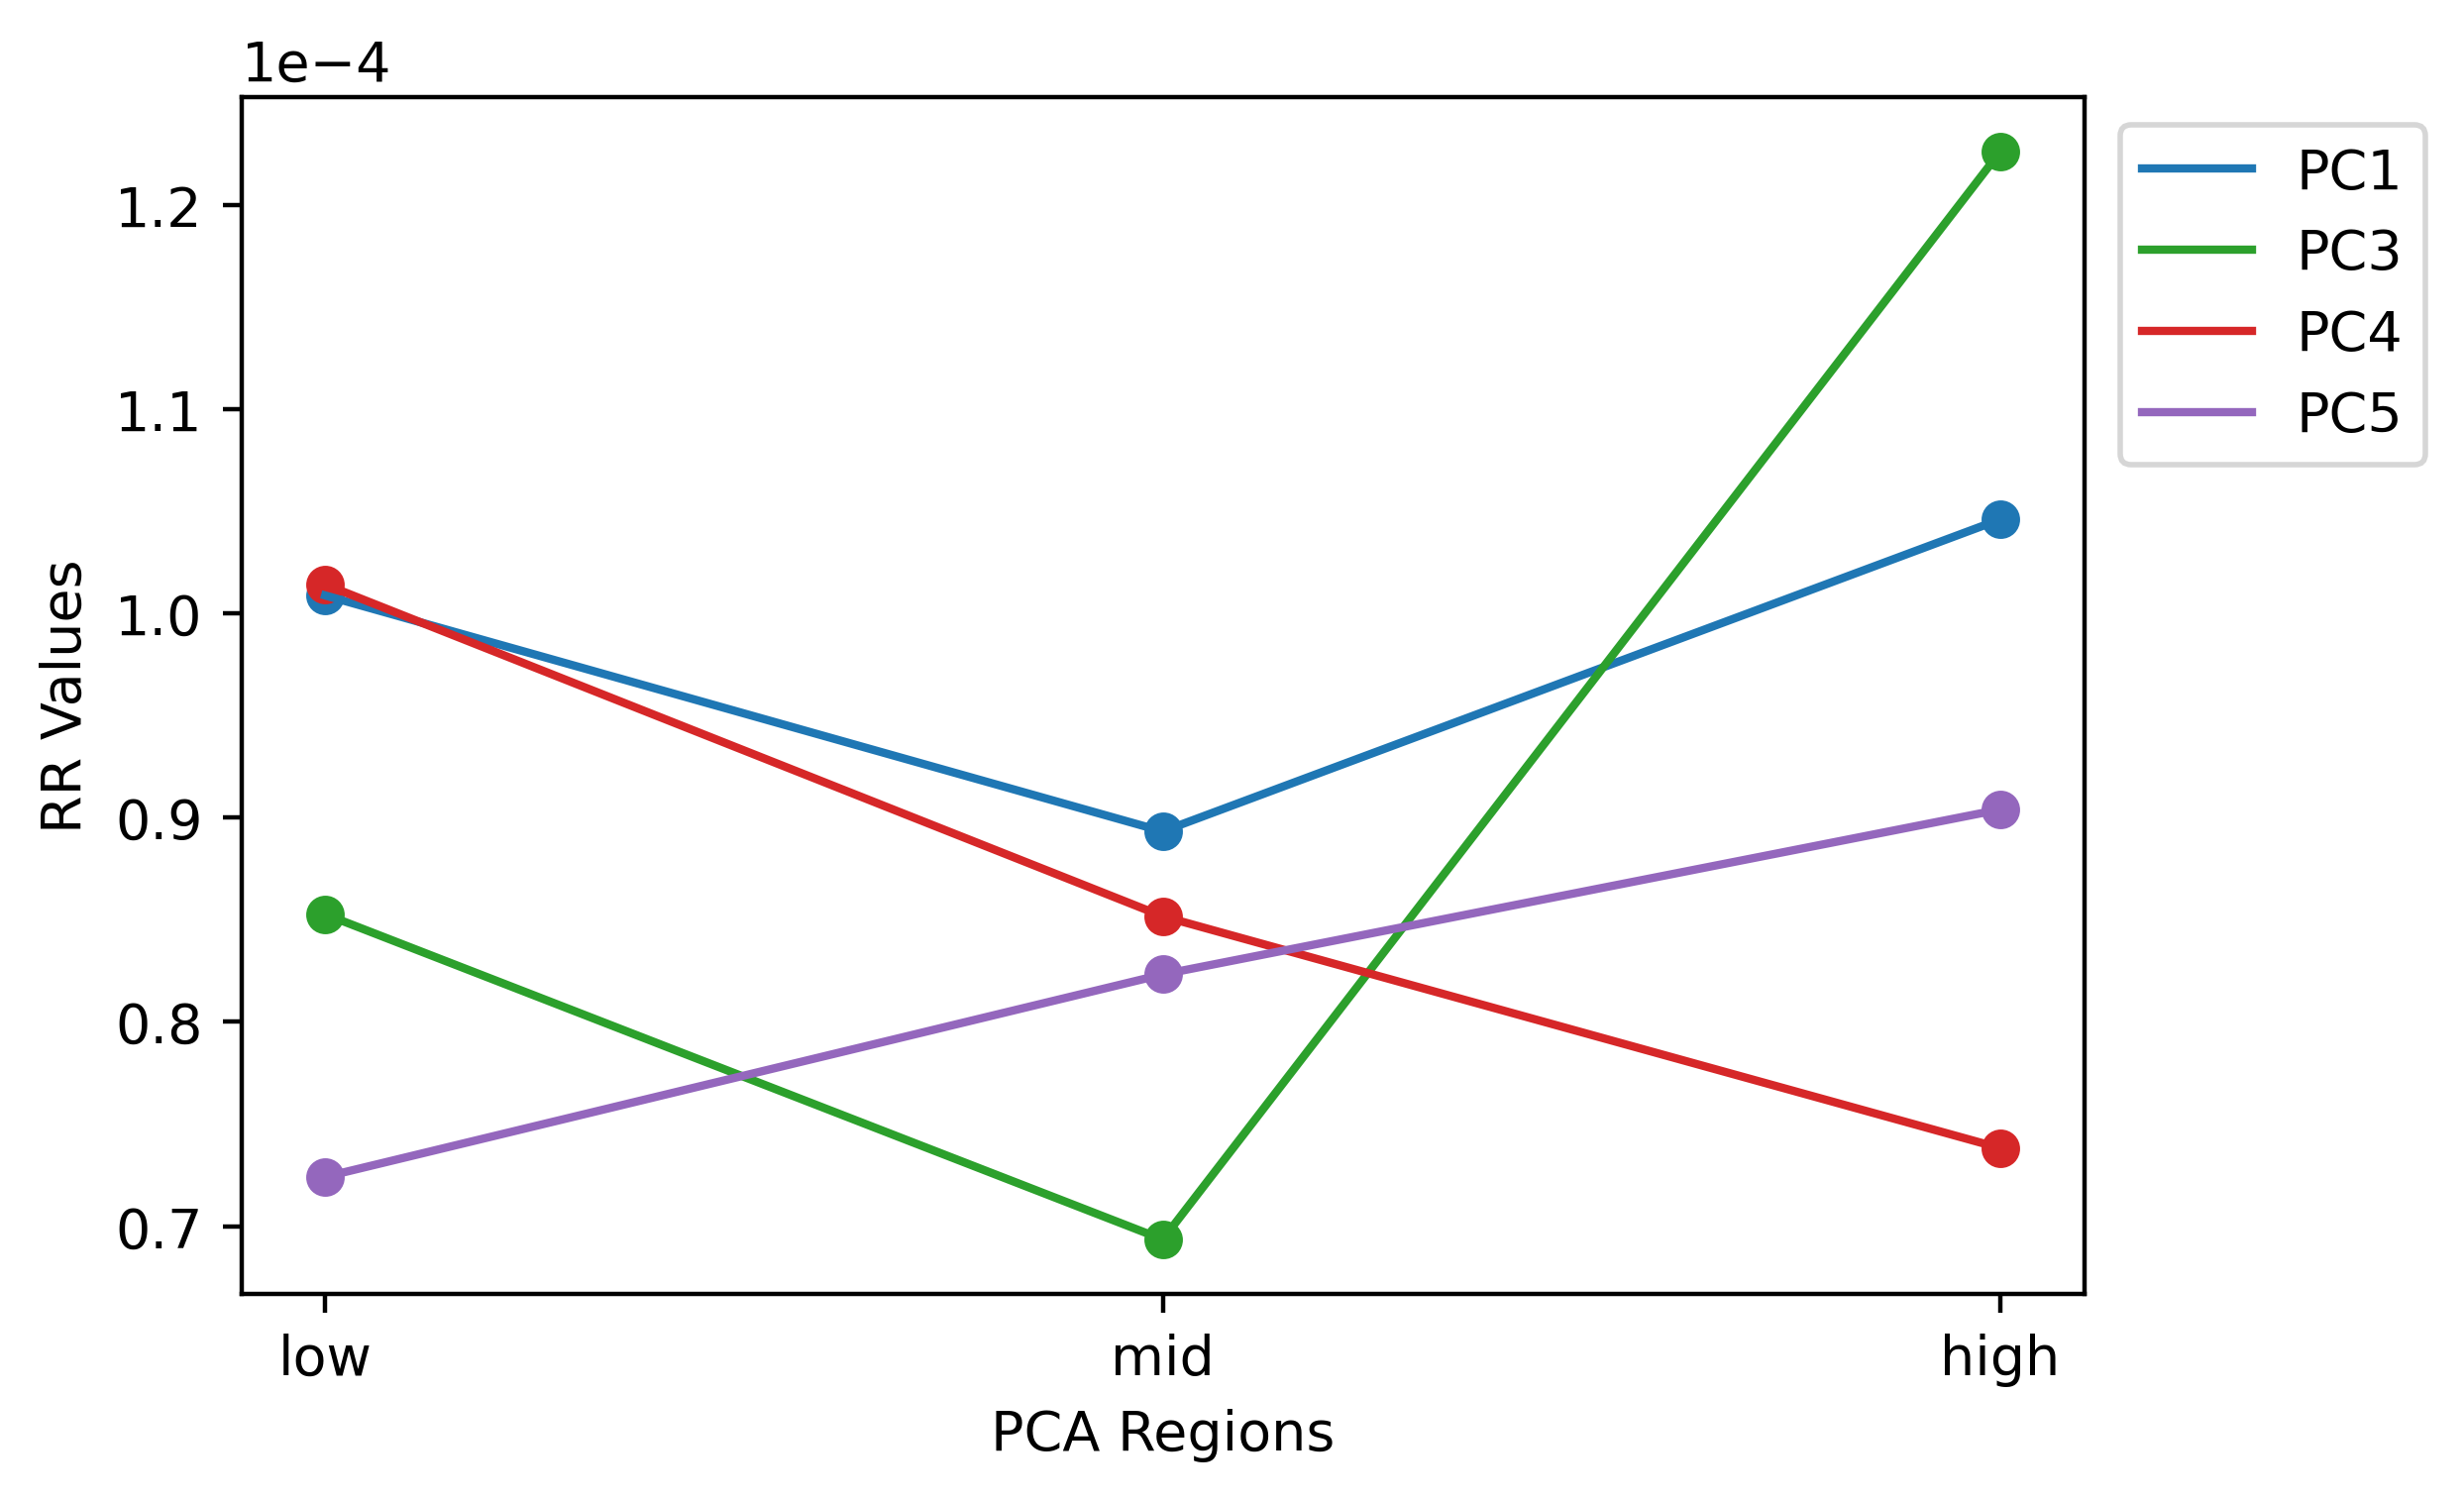 1e−4
1.2
1.1
1.0
0.9
0.8
0.7
RR Values
low
mid
high
PCA Regions
PC1
PC3
PC4
PC5